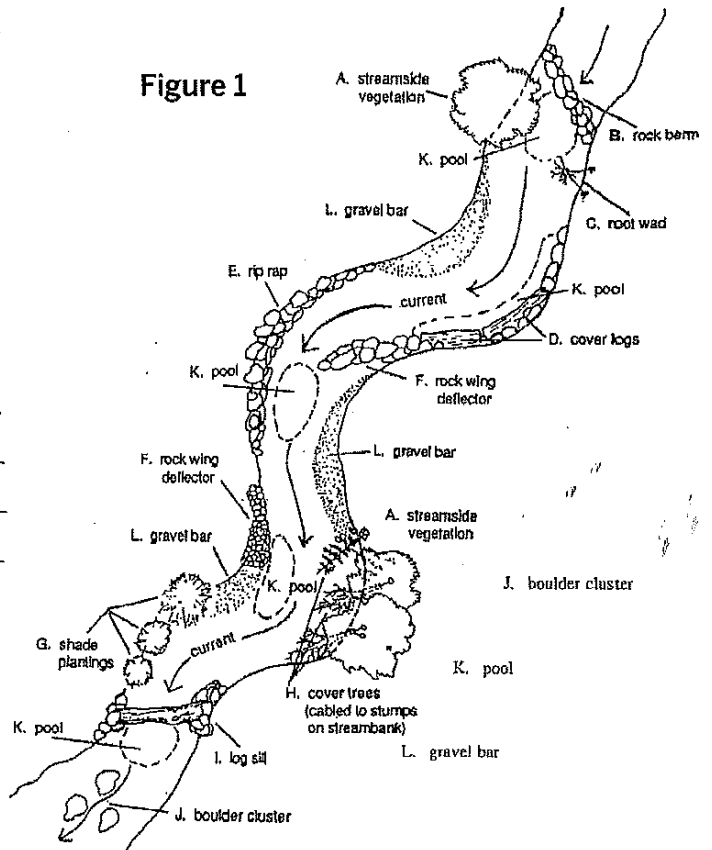 Figure 1
A. streamside
vegetation
B. rock berm
K. pool
C. root wad
L. gravel bar
E. rip rap
K. pool
current
D. cover logs
K. pool
F. rock wing
deflector
L. gravel bar
F. rock wing
deflector
A. streamside
vegetation
L. gravel bar
K. pool
J. boulder cluster
G. shade
plantings
current
K. pool
H. cover trees
(cabled to stumps
on streambank)
K. pool
I. log sill
L. gravel bar
J. boulder cluster